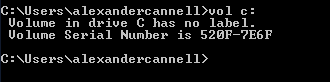 C:\Users\alexandercannell>vol c:
Volume in drive C has no label.
Volume Serial Number is 520F-7E6F
C:\Users\alexandercannell>